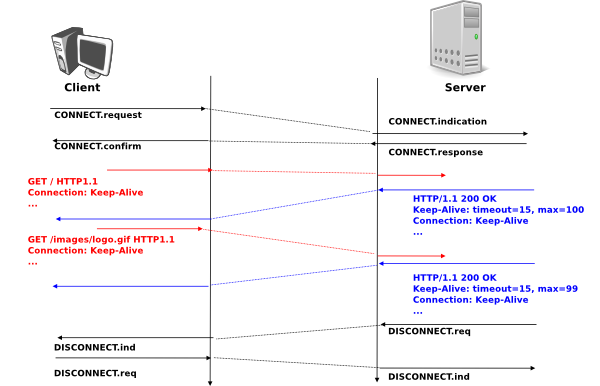 Client
Server
CONNECT.request
CONNECT.indication
CONNECT.confirm
CONNECT.response
GET / HTTP1.1
Connection: Keep-Alive
...
HTTP/1.1 200 OK
Keep-Alive: timeout=15, max=100
Connection: Keep-Alive
...
GET /images/logo.gif HTTP1.1
Connection: Keep-Alive
...
HTTP/1.1 200 OK
Keep-Alive: timeout=15, max=99
Connection: Keep-Alive
...
DISCONNECT.req
DISCONNECT.ind
DISCONNECT.req
DISCONNECT.ind